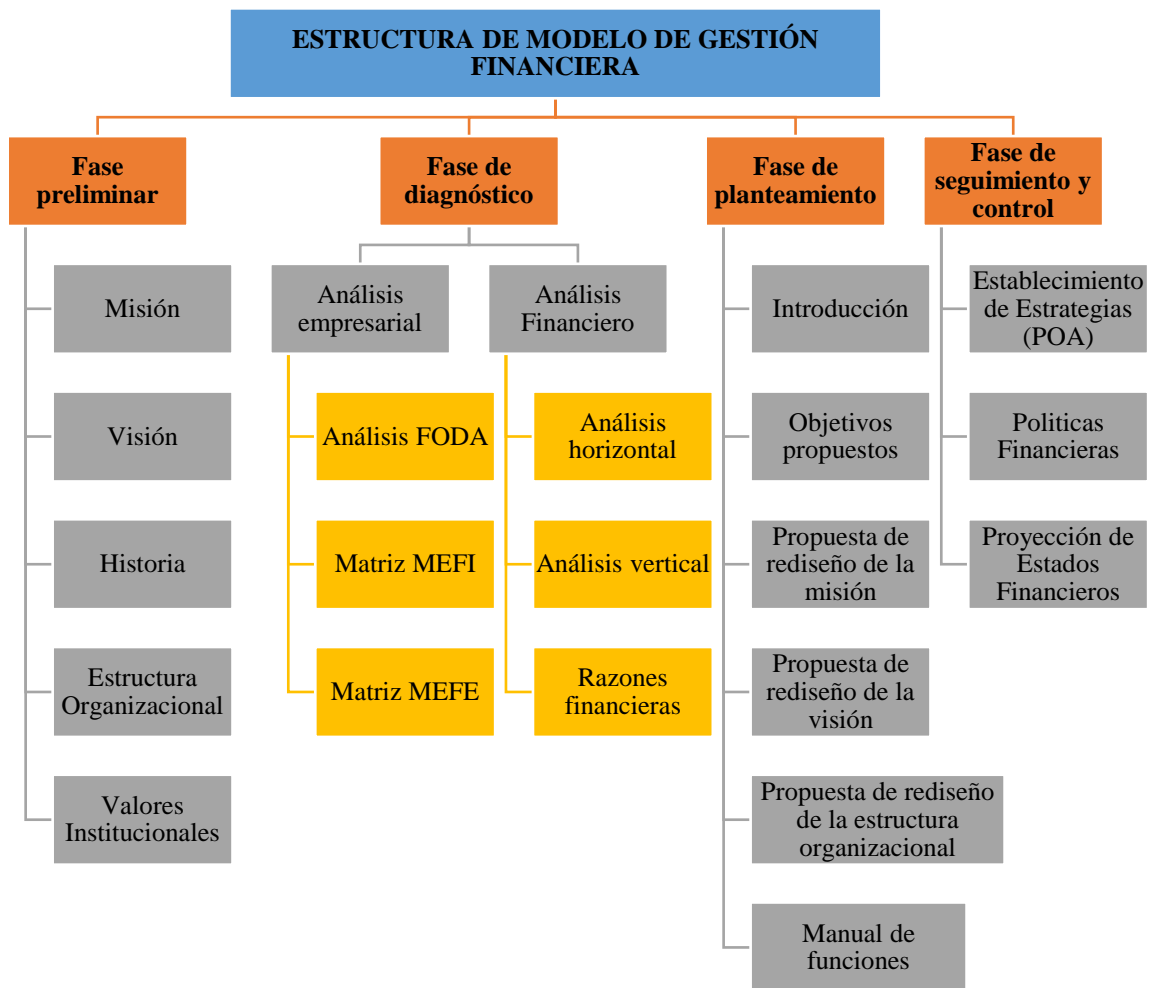 ESTRUCTURA DE MODELO DE GESTIÓN
FINANCIERA
Fase
preliminar
Misión
Visión
Historia
Estructura
Organizacional
Valores
Institucionales
Fase de
diagnóstico
Análisis
empresarial
Análisis FODA
Matriz MEFI
Matriz MEFE
Análisis
Financiero
Análisis
horizontal
Análisis vertical
Razones
financieras
Fase de
planteamiento
Introducción
Objetivos
propuestos
Propuesta de
rediseño de la
misión
Propuesta de
rediseño de la
visión
Propuesta de rediseño
de la estructura
organizacional
Manual de
funciones
Fase de
seguimiento y
control
Establecimiento
de Estrategias
(POA)
Politicas
Financieras
Proyección de
Estados
Financieros